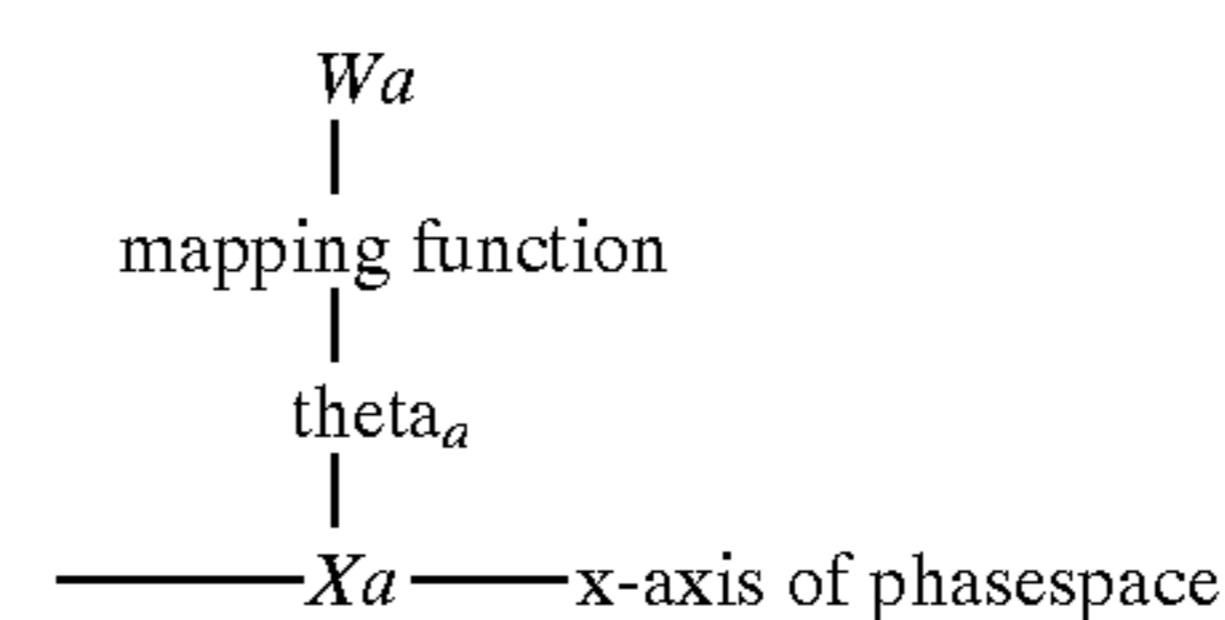 Wa
mapping function
thetaₐ
Xa x-axis of phasespace